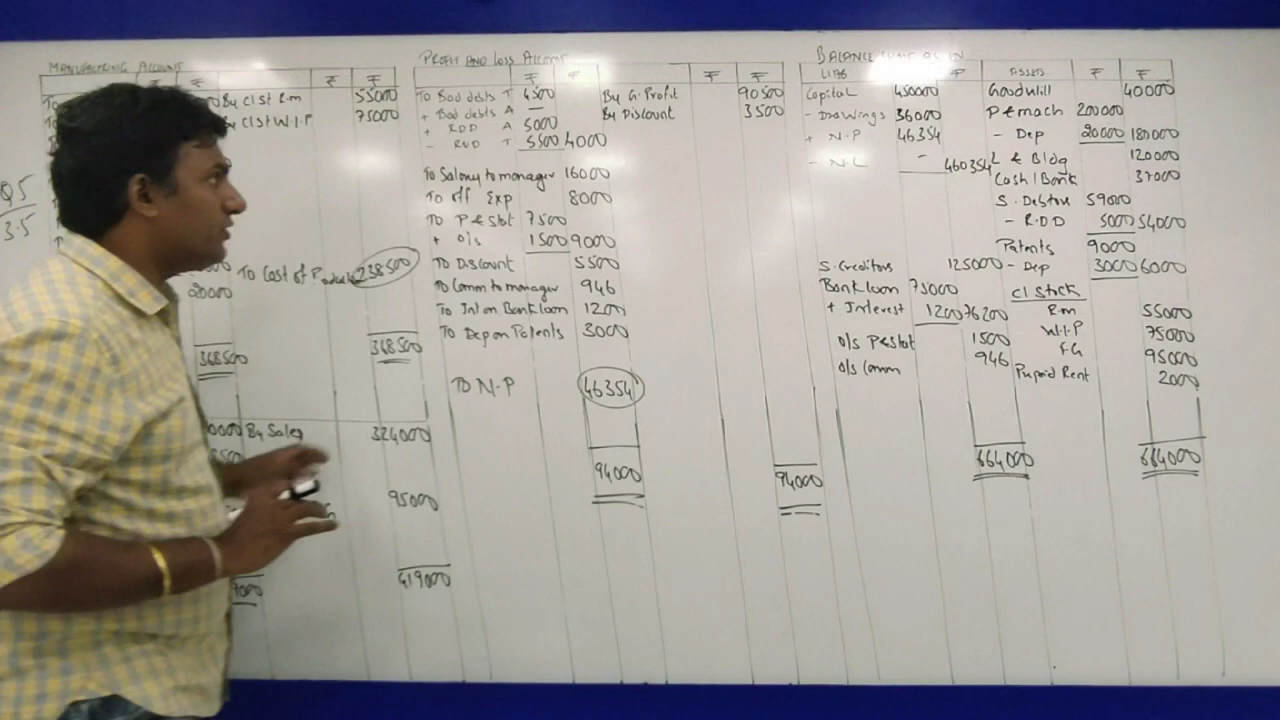 Q5
3.5
MANUFACTURING ACCOUNT
₹ ₹ ₹
By Cl St R.m 55000
By Cl St W.I.P 75000
To Cost of P 238500
20000
368500 368500
By Sales 324000
95000
419000
PROFIT AND LOSS ACCOUNT
₹ ₹ ₹ ₹
To Bad debts T 4500 By G. Profit 90500
+ Bad debts A — By Discount 3500
+ RDD A 5000
- RDD T 5500 4000
To Salary to manager 16000
To Off Exp 8000
To P & Stat 7500
+ O/s 1500 9000
To Discount 5500
To Comm to manager 946
To Int on Bank loan 1200
To Dep on Patents 3000
To N.P 46354
94000 94000
BALANCE
LIAB ₹ ASSETS ₹ ₹
Capital 450000 Goodwill 40000
- Drawings 36000 P & mach 200000
+ N.P 46354 - Dep 20000 180000
- N.L - 460354 L & Bldg 120000
Cash / Bank 37000
S. Debtors 59000
- R.D.D 5000 54000
Patents 9000
S. Creditors 125000 - Dep 3000 6000
Bank loan 75000 Cl Stock
+ Interest 1200 76200 R.m 55000
O/s P & Stat 1500 W.I.P 75000
O/s Comm 946 F.G 95000
Prepaid Rent 2000
664000 664000